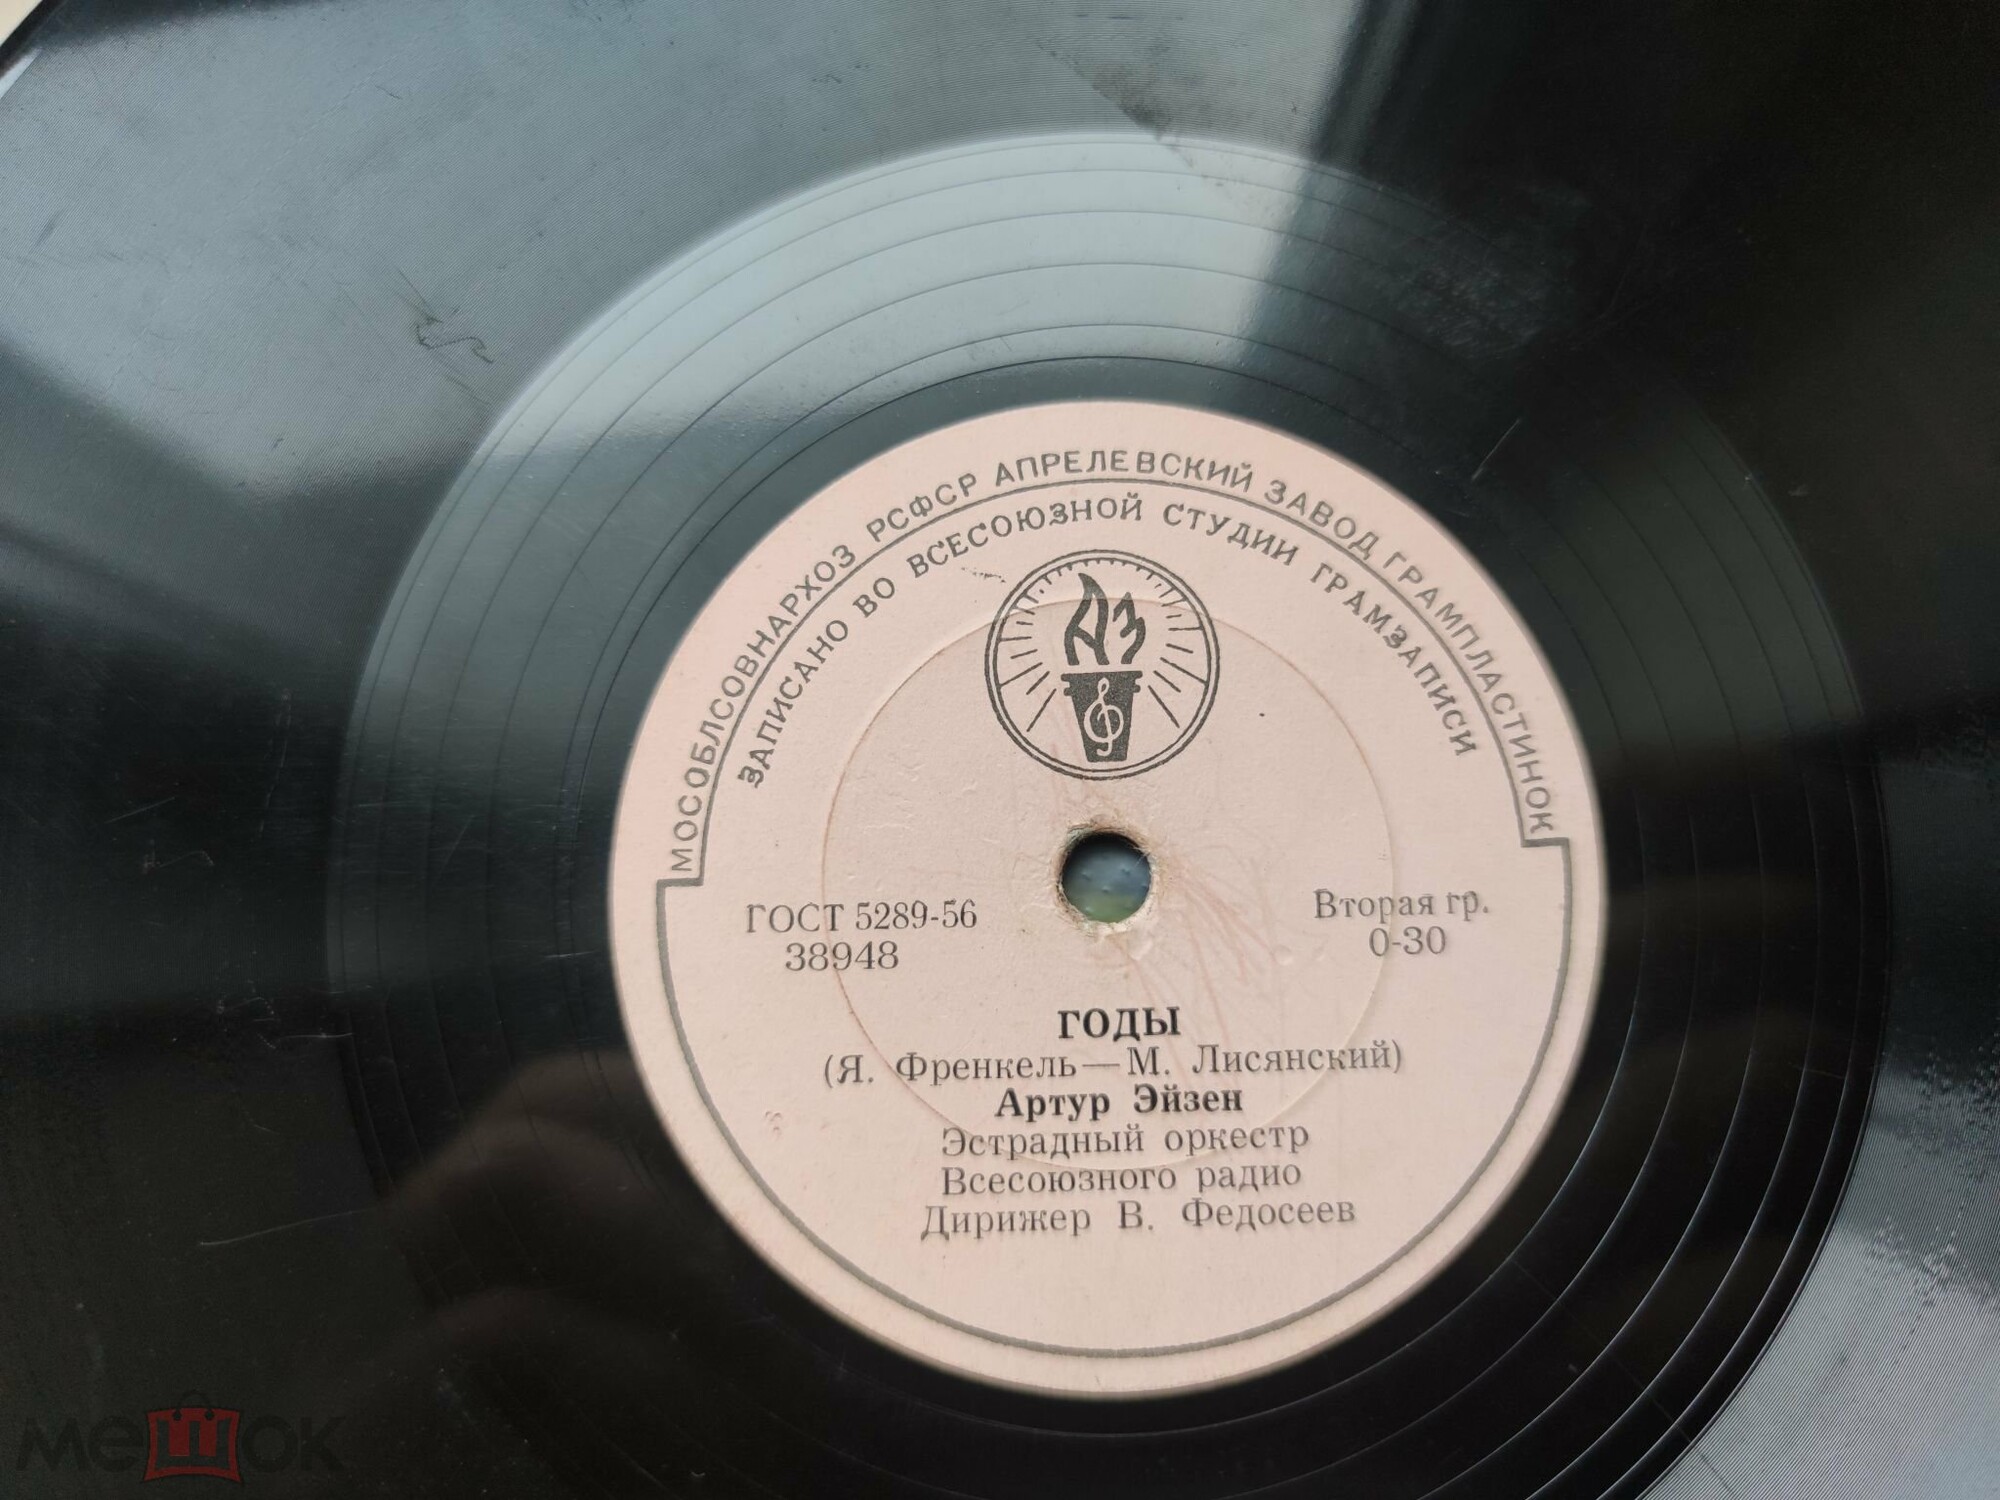 МОСОБЛСОВНАРХОЗ РСФСР АПРЕЛЕВСКИЙ ЗАВОД ГРАМПЛАСТИНОК
ЗАПИСАНО ВО ВСЕСОЮЗНОЙ СТУДИИ ГРАМЗАПИСИ
АЗ
ГОСТ 5289-56
38948
Вторая гр.
0-30
ГОДЫ
(Я. Френкель — М. Лисянский)
Артур Эйзен
Эстрадный оркестр
Всесоюзного радио
Дирижер В. Федосеев
мешок